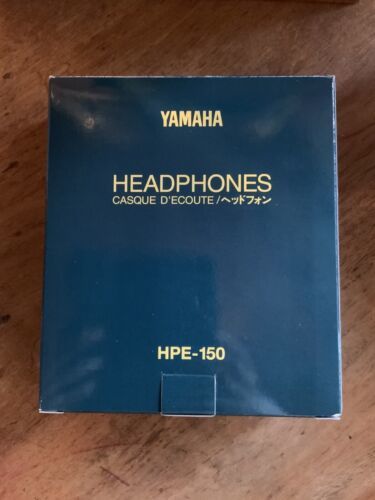 YAMAHA
HEADPHONES
CASQUE D'ECOUTE/ヘッドフォン
HPE-150